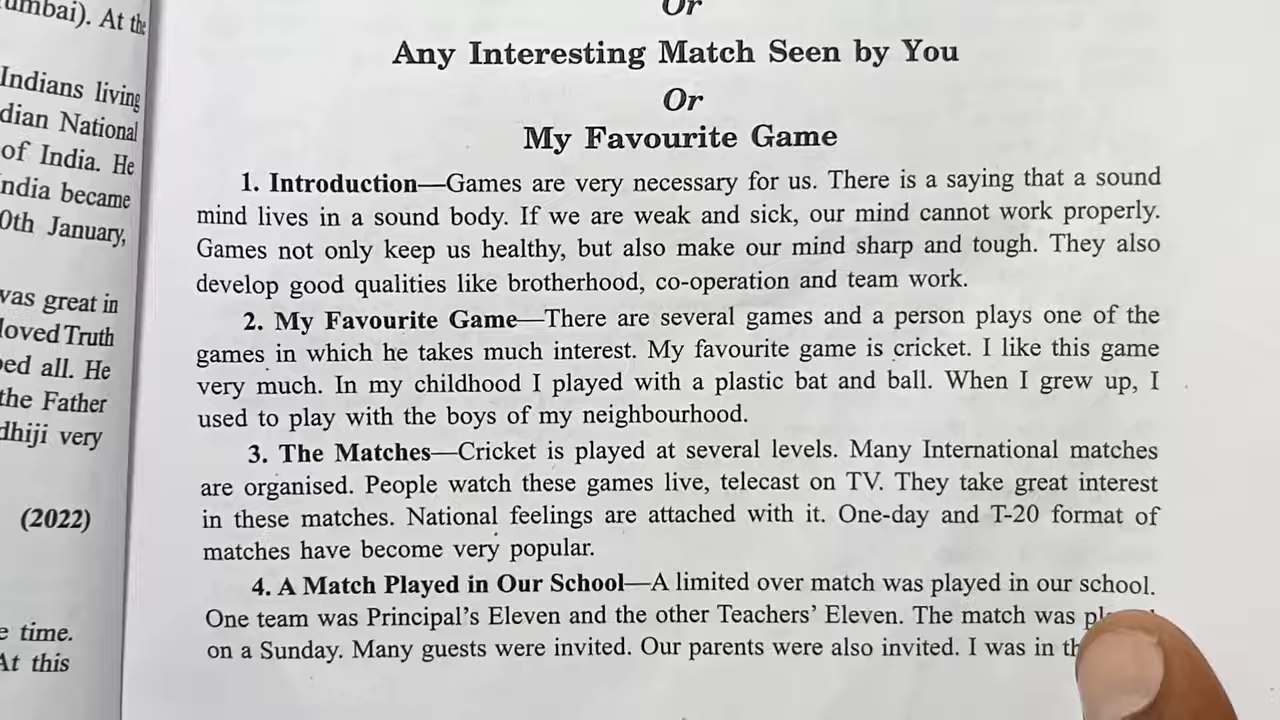 umbai). At the
Indians living
dian National
of India. He
ndia became
0th January,
was great in
loved Truth
ed all. He
the Father
dhiji very
(2022)
e time.
At this
Or
Any Interesting Match Seen by You
Or
My Favourite Game
1. Introduction—Games are very necessary for us. There is a saying that a sound
mind lives in a sound body. If we are weak and sick, our mind cannot work properly.
Games not only keep us healthy, but also make our mind sharp and tough. They also
develop good qualities like brotherhood, co-operation and team work.
2. My Favourite Game—There are several games and a person plays one of the
games in which he takes much interest. My favourite game is cricket. I like this game
very much. In my childhood I played with a plastic bat and ball. When I grew up, I
used to play with the boys of my neighbourhood.
3. The Matches—Cricket is played at several levels. Many International matches
are organised. People watch these games live, telecast on TV. They take great interest
in these matches. National feelings are attached with it. One-day and T-20 format of
matches have become very popular.
4. A Match Played in Our School—A limited over match was played in our school.
One team was Principal's Eleven and the other Teachers' Eleven. The match was
on a Sunday. Many guests were invited. Our parents were also invited. I was in